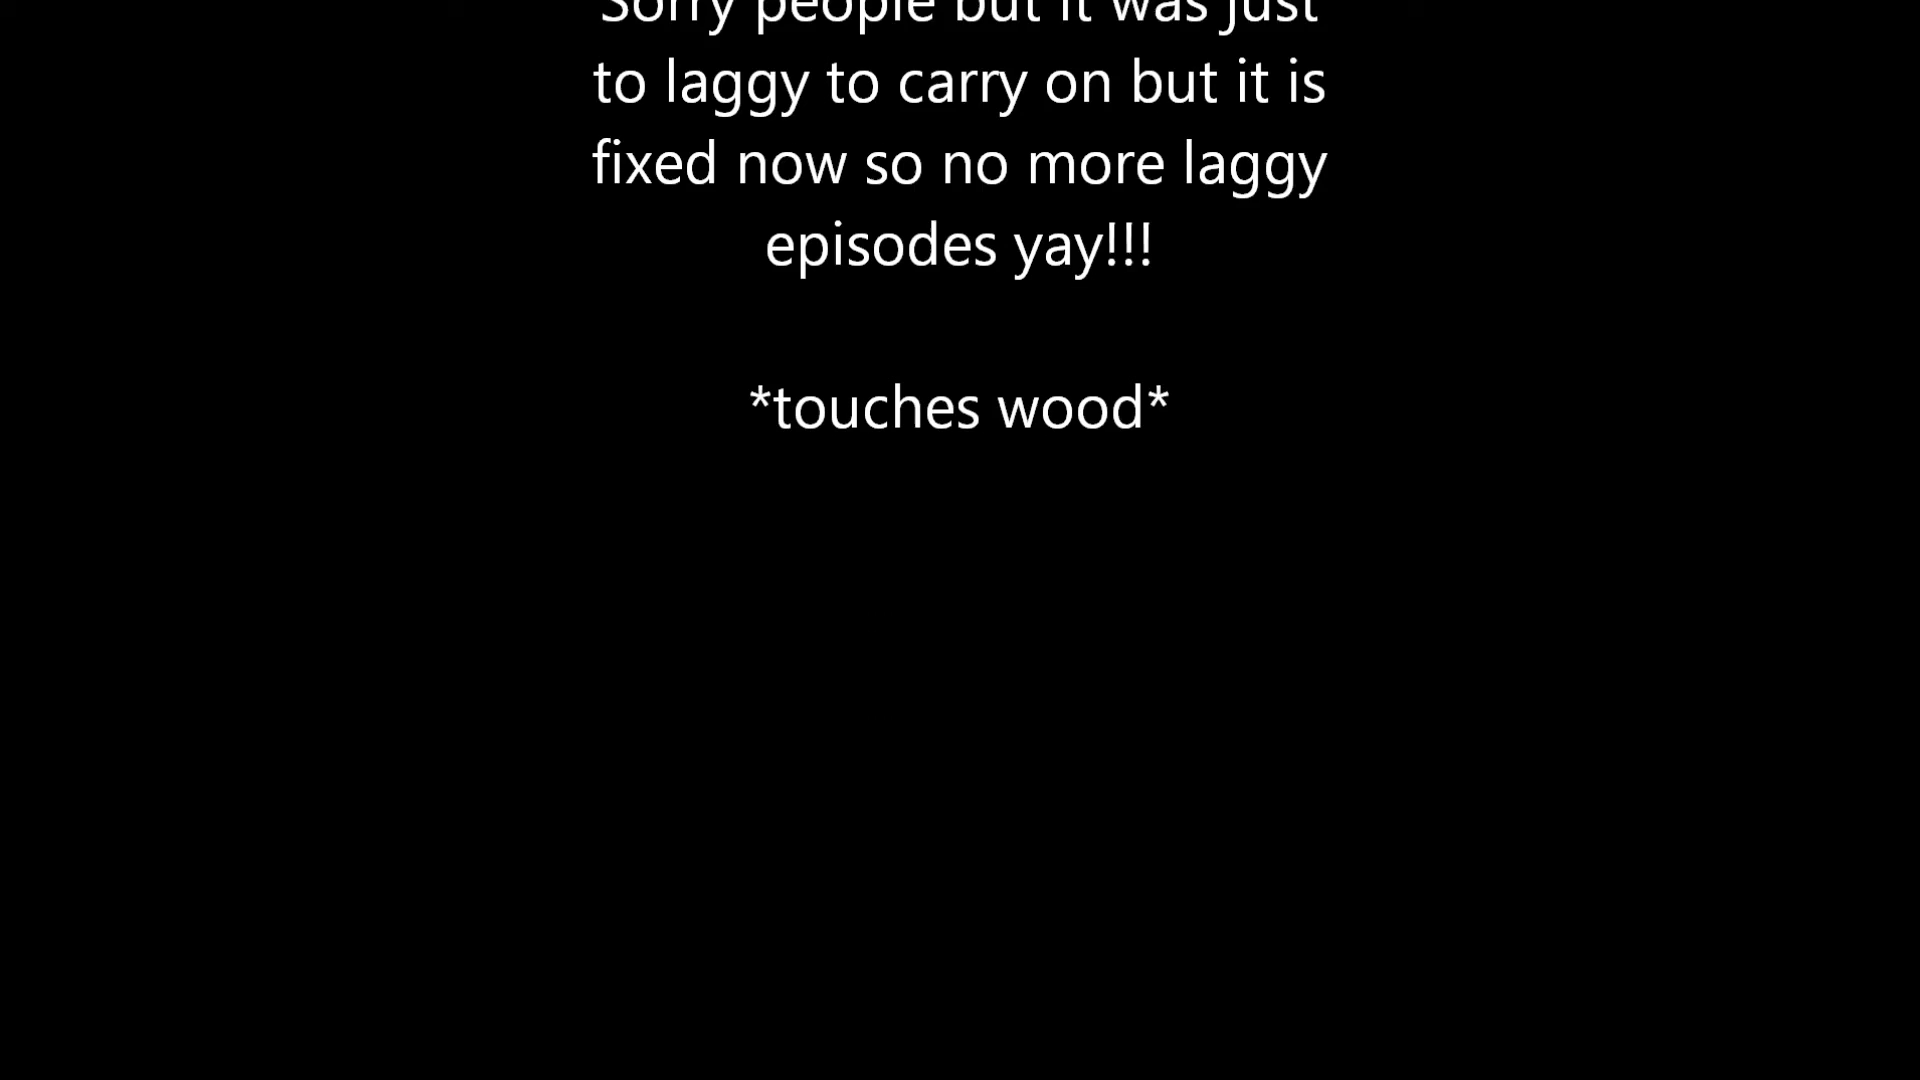 Sorry people but it was just
to laggy to carry on but it is
fixed now so no more laggy
episodes yay!!!
*touches wood*